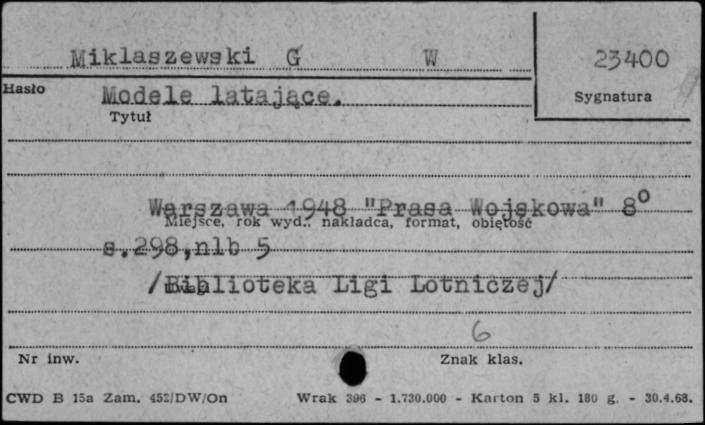 Miklaszewski G W 23400
Hasło
Modele latające.
Sygnatura
Tytuł
Warszawa 1948 "Prasa Wojskowa" 8°
Miejsce, rok wyd., nakładca, format, objętość
s.298,nlb 5
/Biblioteka Ligi Lotniczej/
6
Nr inw. Znak klas.
CWD B 15a Zam. 452/DW/On Wrak 396 - 1.730.000 - Karton 5 kl. 180 g. - 30.4.68.